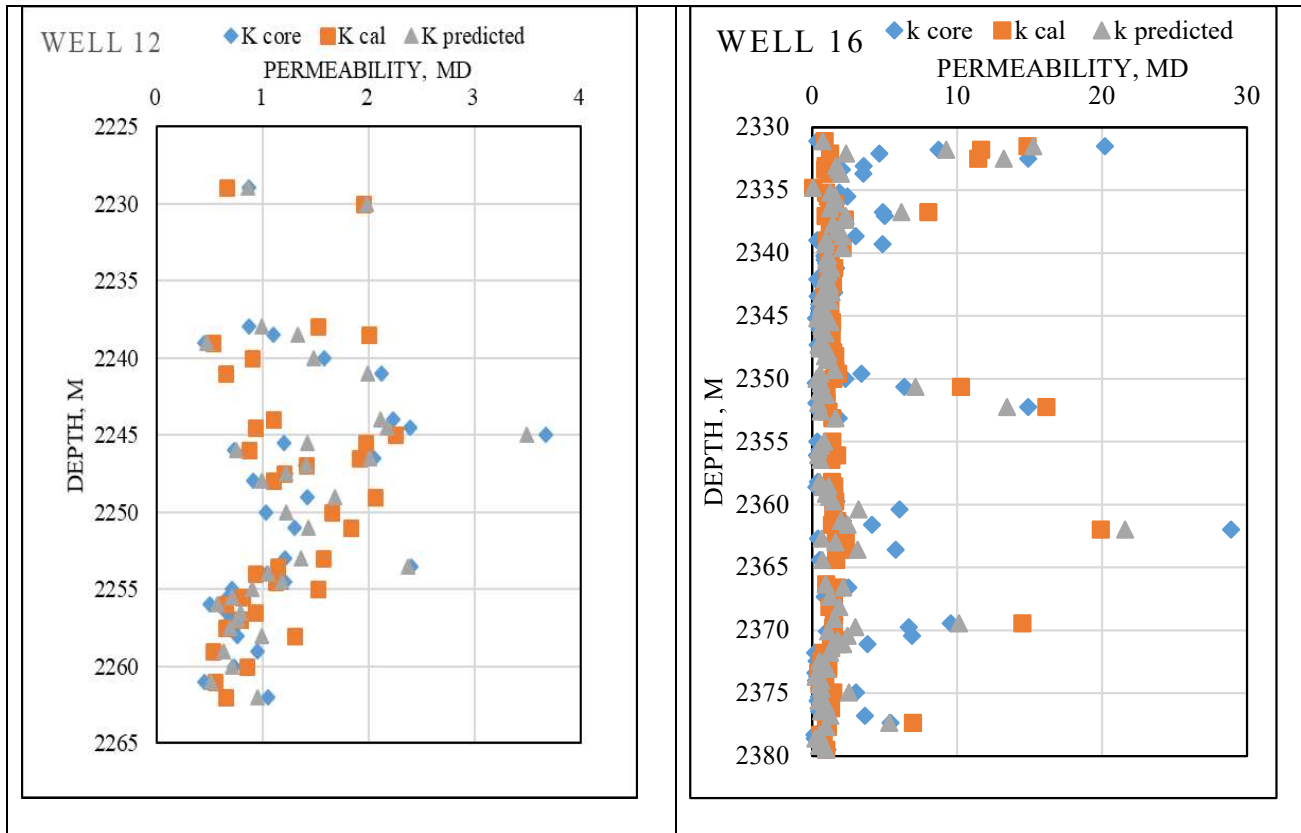 WELL 12
K core K cal K predicted
PERMEABILITY, MD
0 1 2 3 4
2225
2230
2235
2240
2245
2250
2255
2260
2265
DEPTH, M
WELL 16
k core k cal k predicted
PERMEABILITY, MD
0 10 20 30
2330
2335
2340
2345
2350
2355
2360
2365
2370
2375
2380
DEPTH , M